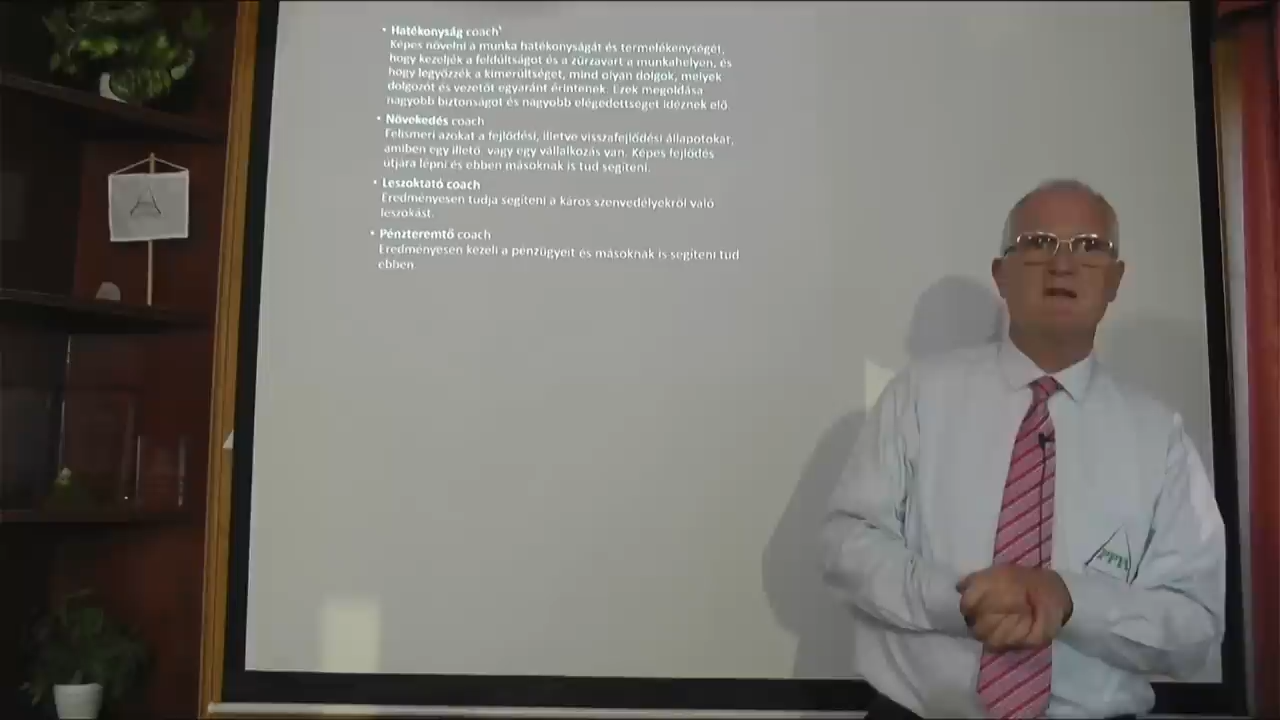 • Hatékonyság coach
Képes növelni a munka hatékonyságát és termelékenységét,
hogy kezeljék a feldúltságot és a zűrzavart a munkahelyen, és
hogy legyőzzék a kimerültséget, mind olyan dolgok, melyek
dolgozót és vezetőt egyaránt érintenek. Ezek megoldása
nagyobb biztonságot és nagyobb elégedettséget idéznek elő.
• Növekedés coach
Felismeri azokat a fejlődési, illetve visszafejlődési állapotokat,
amiben egy illető, vagy egy vállalkozás van. Képes fejlődés
útjára lépni és ebben másoknak is tud segíteni.
• Leszoktató coach
Eredményesen tudja segíteni a káros szenvedélyekről való
leszokást.
• Pénzteremtő coach
Eredményesen kezeli a pénzügyeit és másoknak is segíteni tud
ebben.